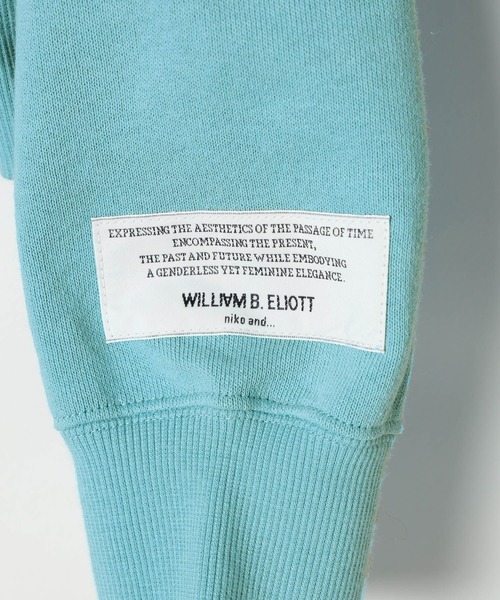 EXPRESSING THE AESTHETICS OF THE PASSAGE OF TIME
ENCOMPASSING THE PRESENT,
THE PAST AND FUTURE WHILE EMBODYING
A GENDERLESS YET FEMININE ELEGANCE.
WILLIAM B. ELIOTT
niko and...